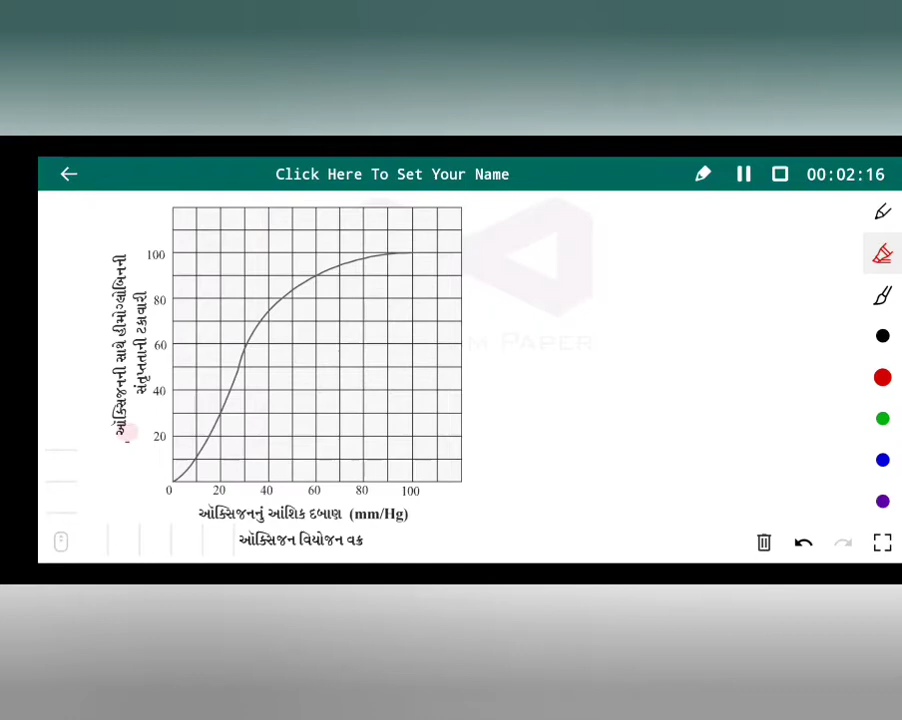 Click Here To Set Your Name
00:02:16
ઑક્સિજનની સાથે હીમોગ્લોબિનની
સંતૃપ્તતાની ટકાવારી
100
80
60
40
20
0 20 40 60 80 100
ઑક્સિજનનું આંશિક દબાણ (mm/Hg)
ઑક્સિજન વિયોજન વક્ર
PAPER